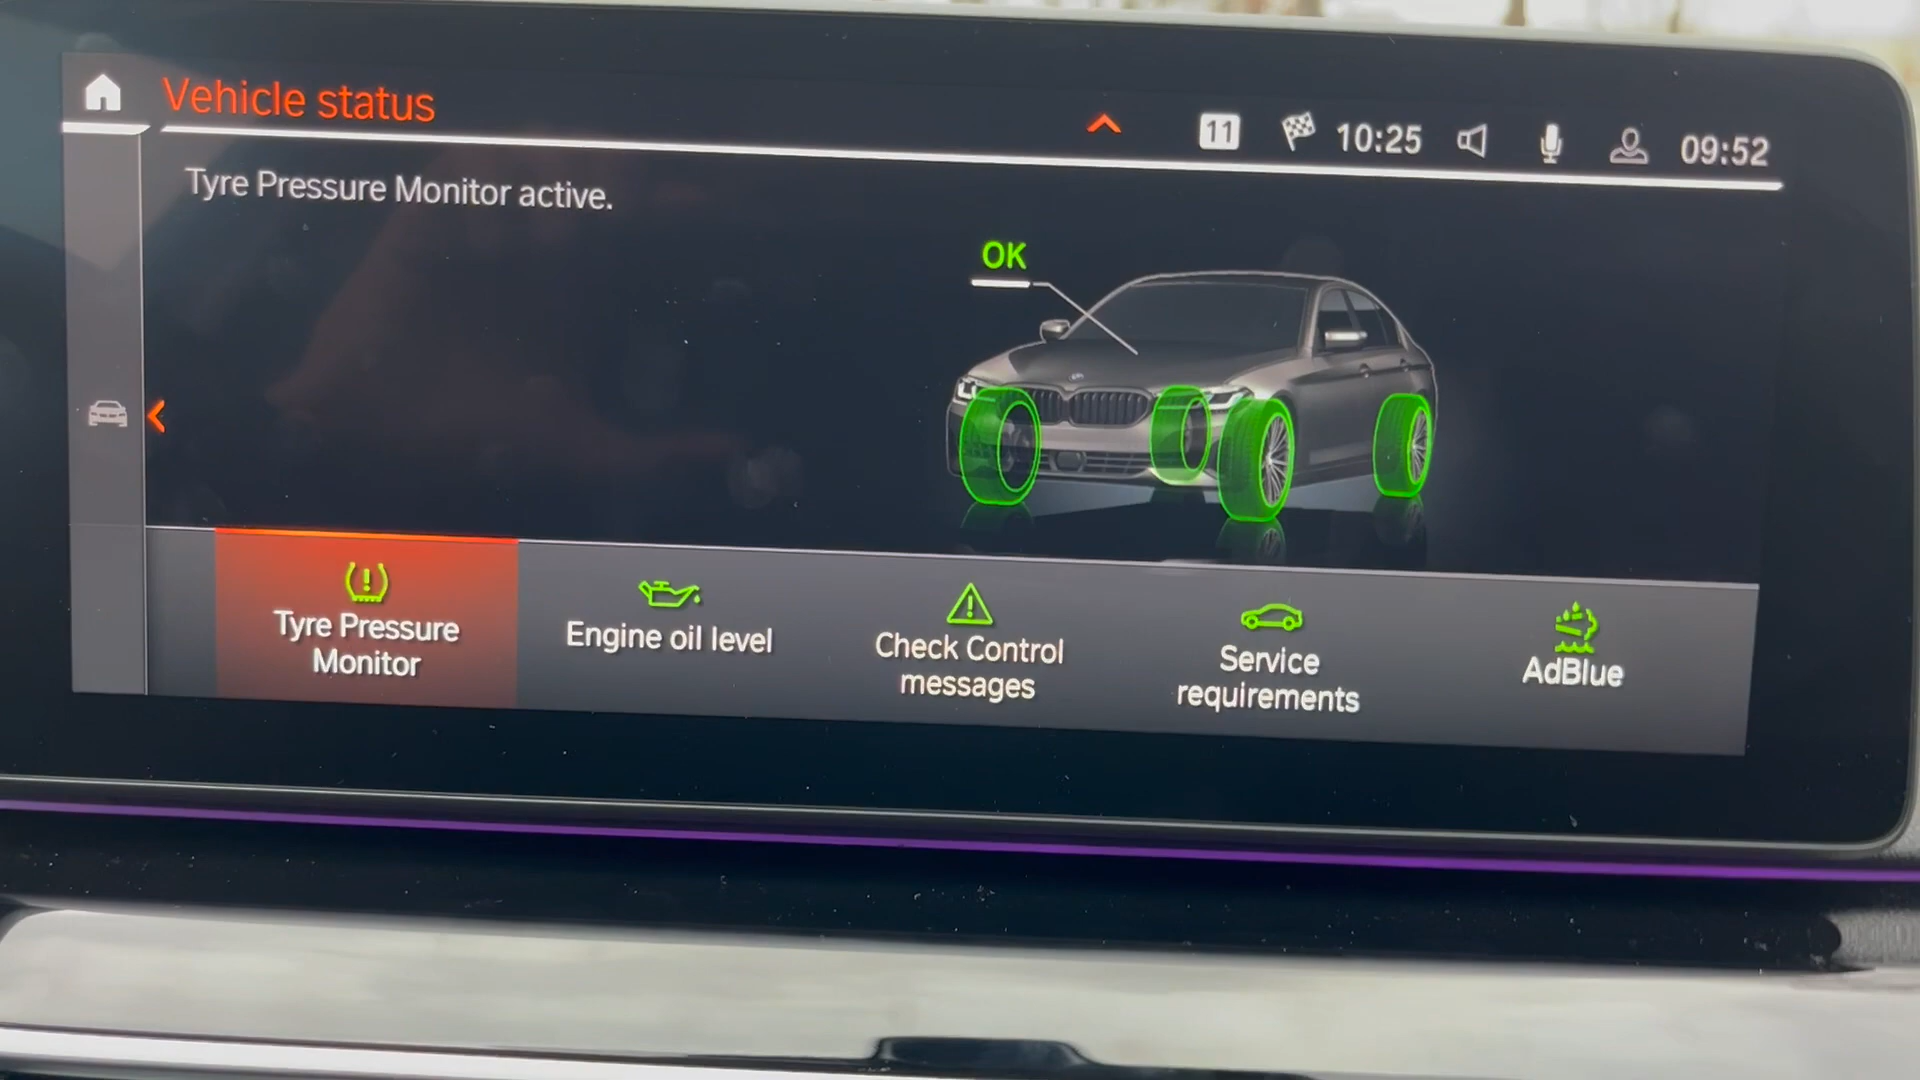 Vehicle status
11
10:25
09:52
Tyre Pressure Monitor active.
OK
Tyre Pressure
Monitor
Engine oil level
Check Control
messages
Service
requirements
AdBlue